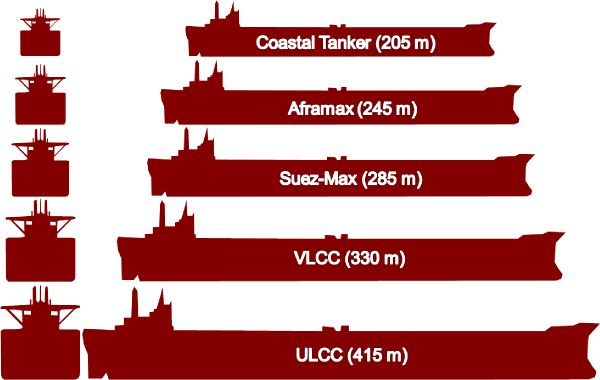 Coastal Tanker (205 m)
Aframax (245 m)
Suez-Max (285 m)
VLCC (330 m)
ULCC (415 m)